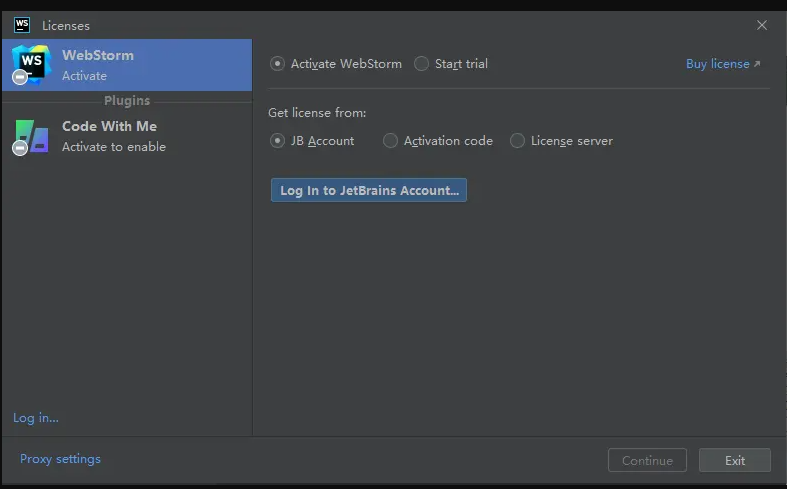 WS Licenses
WS WebStorm
Activate
Plugins
Code With Me
Activate to enable
Log in...
Activate WebStorm Start trial Buy license ↗
Get license from:
JB Account Activation code License server
Log In to JetBrains Account...
Proxy settings
Continue Exit